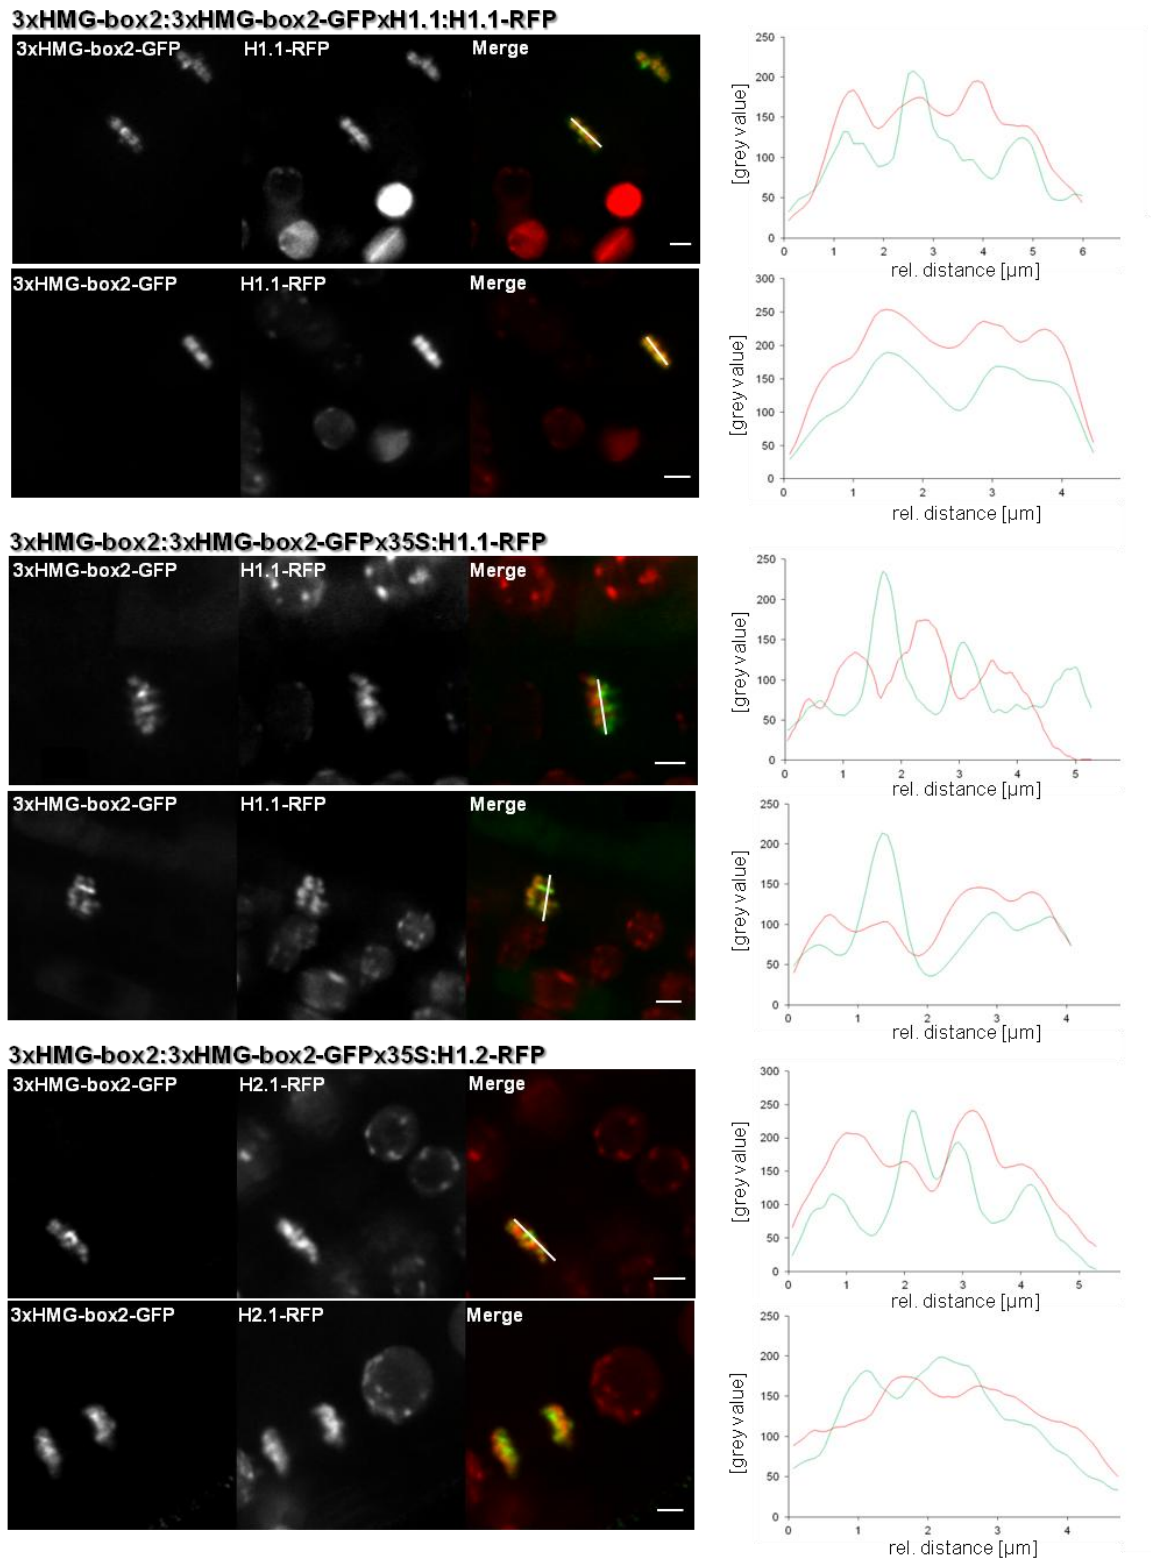 3xHMG-box2:3xHMG-box2-GFPxH1.1:H1.1-RFP
3xHMG-box2-GFP H1.1-RFP Merge
[grey value]
250
200
150
100
50
0
0 1 2 3 4 5 6
rel. distance [µm]
3xHMG-box2-GFP H1.1-RFP Merge
[grey value]
300
250
200
150
100
50
0
0 1 2 3 4
rel. distance [µm]
3xHMG-box2:3xHMG-box2-GFPx35S:H1.1-RFP
3xHMG-box2-GFP H1.1-RFP Merge
[grey value]
250
200
150
100
50
0
0 1 2 3 4 5
rel. distance [µm]
3xHMG-box2-GFP H1.1-RFP Merge
[grey value]
250
200
150
100
50
0
0 1 2 3 4
rel. distance [µm]
3xHMG-box2:3xHMG-box2-GFPx35S:H1.2-RFP
3xHMG-box2-GFP H2.1-RFP Merge
[grey value]
300
250
200
150
100
50
0
0 1 2 3 4 5
rel. distance [µm]
3xHMG-box2-GFP H2.1-RFP Merge
[grey value]
250
200
150
100
50
0
0 1 2 3 4
rel. distance [µm]